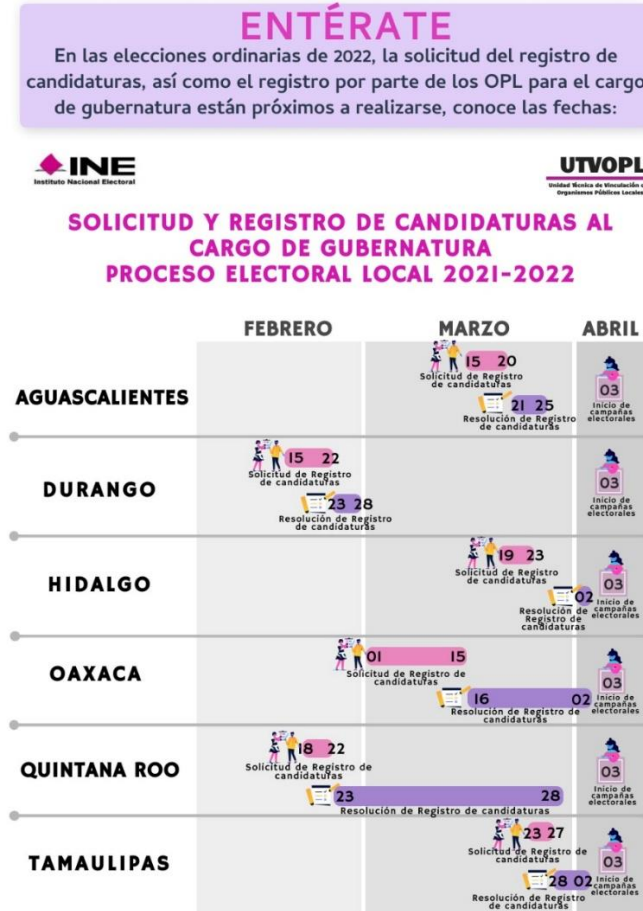 ENTÉRATE
En las elecciones ordinarias de 2022, la solicitud del registro de
candidaturas, así como el registro por parte de los OPL para el cargo
de gubernatura están próximos a realizarse, conoce las fechas:
INE
Instituto Nacional Electoral
UTVOPL
Unidad Técnica de Vinculación
Organismos Públicos Locales
SOLICITUD Y REGISTRO DE CANDIDATURAS AL
CARGO DE GUBERNATURA
PROCESO ELECTORAL LOCAL 2021-2022
FEBRERO MARZO ABRIL
AGUASCALIENTES
15 20
Solicitud de Registro
de candidaturas
21 25
Resolución de Registro
de candidaturas
03
Inicio de
campañas
electorales
DURANGO
15 22
Solicitud de Registro
de candidaturas
23 28
Resolución de Registro
de candidaturas
03
Inicio de
campañas
electorales
HIDALGO
19 23
Solicitud de Registro
de candidaturas
02
Resolución de
Registro de
candidaturas
03
Inicio de
campañas
electorales
OAXACA
01 15
Solicitud de Registro de
candidaturas
16 02
Resolución de Registro de
candidaturas
03
Inicio de
campañas
electorales
QUINTANA ROO
18 22
Solicitud de Registro de
candidaturas
23 28
Resolución de Registro de candidaturas
03
Inicio de
campañas
electorales
TAMAULIPAS
23 27
Solicitud de Registro de
candidaturas
28 02
Resolución de Registro de
candidaturas
03
Inicio de
campañas
electorales